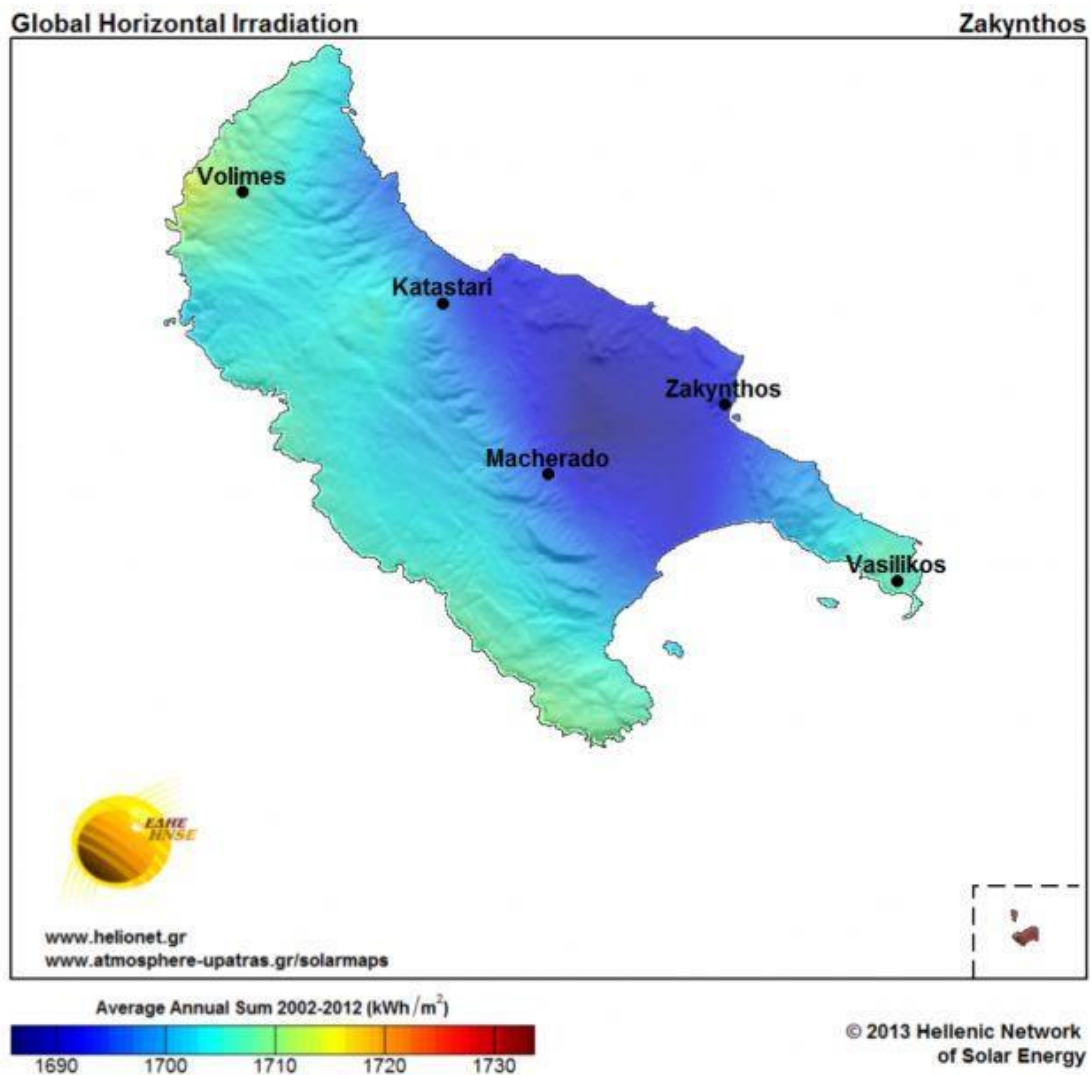 Global Horizontal Irradiation
Zakynthos
Volimes
Katastari
Zakynthos
Macherado
Vasilikos
ΕΔΗΕ
HNSE
www.helionet.gr
www.atmosphere-upatras.gr/solarmaps
Average Annual Sum 2002-2012 (kWh/m²)
1690 1700 1710 1720 1730
© 2013 Hellenic Network
of Solar Energy